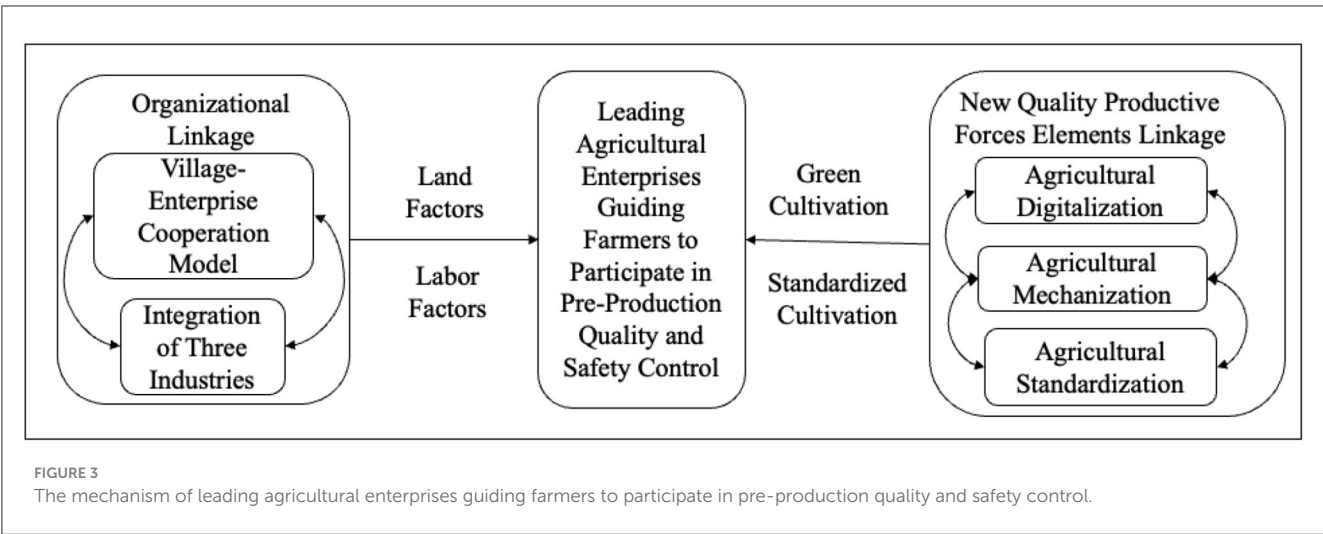 Organizational
Linkage
Village-
Enterprise
Cooperation
Model
Integration
of Three
Industries
Land
Factors
Labor
Factors
Leading
Agricultural
Enterprises
Guiding
Farmers to
Participate in
Pre-Production
Quality and
Safety Control
Green
Cultivation
Standardized
Cultivation
New Quality Productive
Forces Elements Linkage
Agricultural
Digitalization
Agricultural
Mechanization
Agricultural
Standardization
FIGURE 3
The mechanism of leading agricultural enterprises guiding farmers to participate in pre-production quality and safety control.